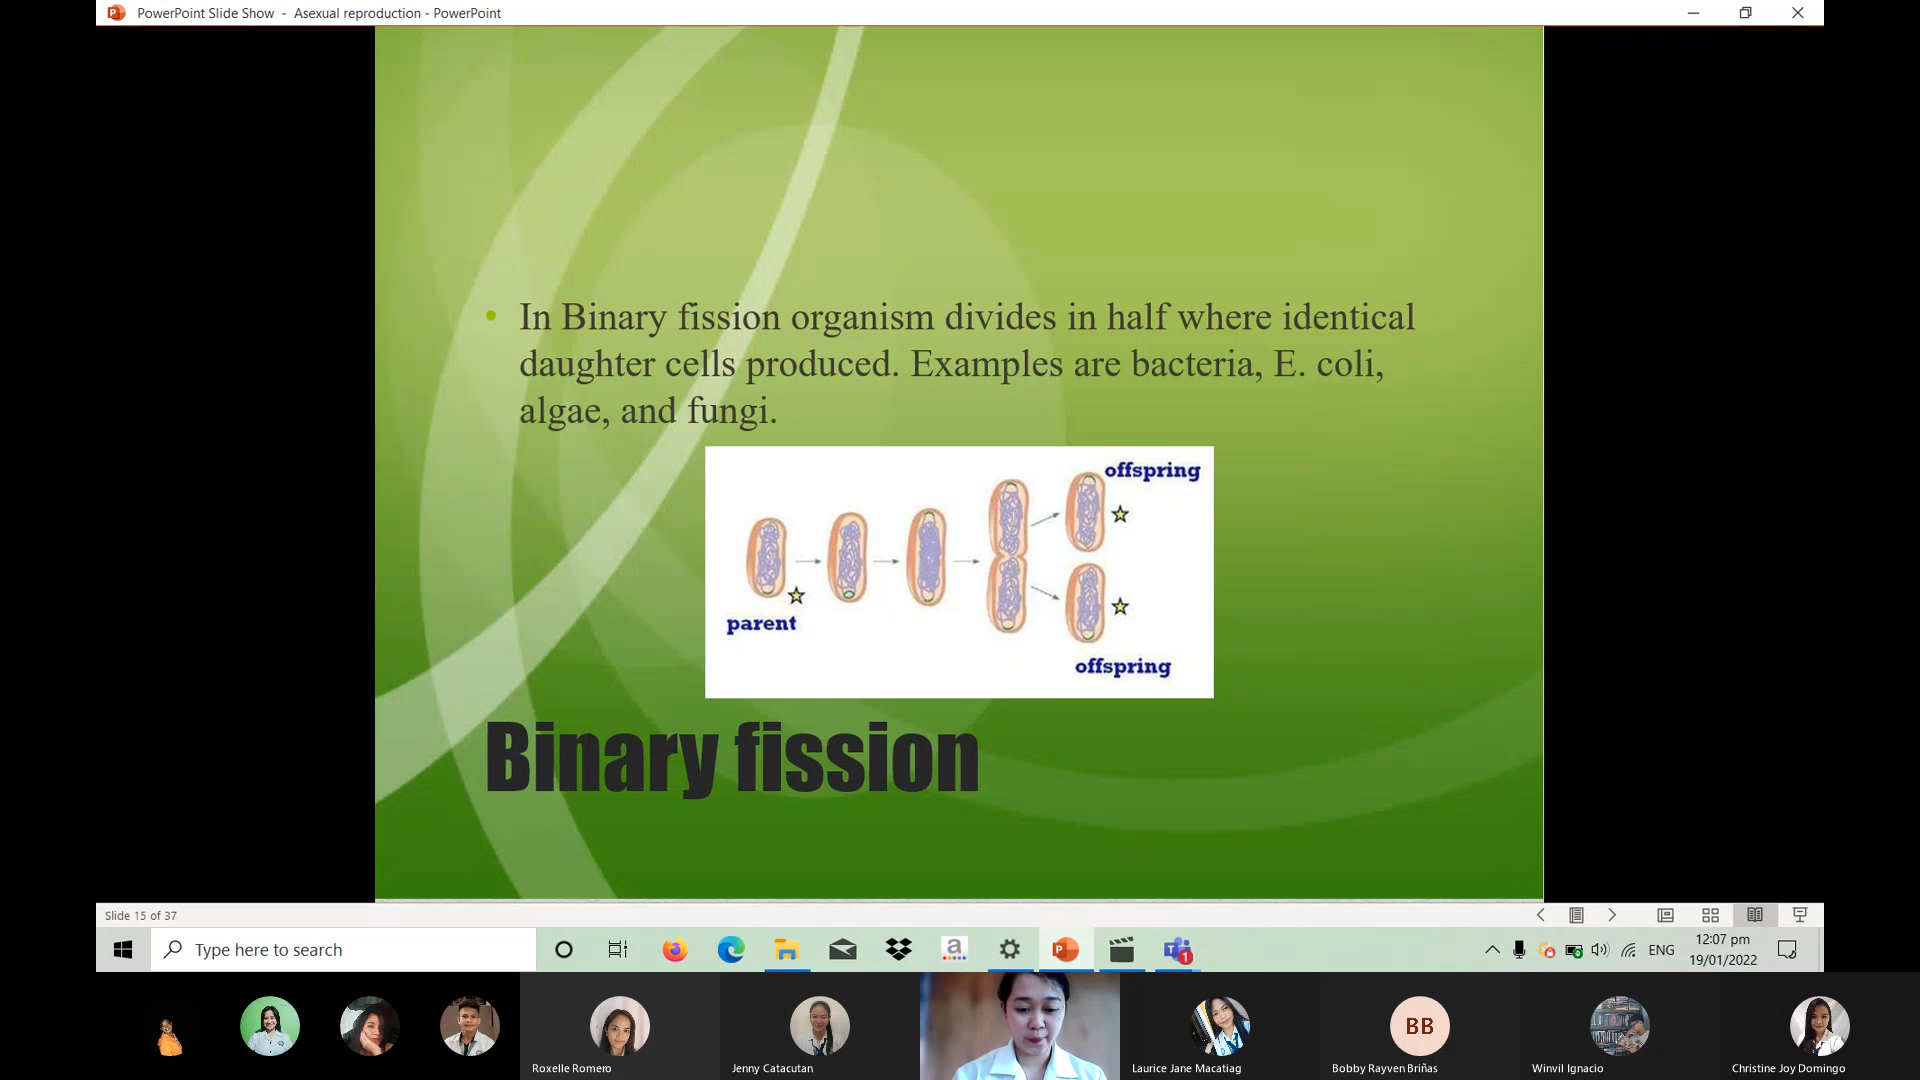 PowerPoint Slide Show - Asexual reproduction - PowerPoint
In Binary fission organism divides in half where identical
daughter cells produced. Examples are bacteria, E. coli,
algae, and fungi.
offspring
parent
offspring
Binary fission
Slide 15 of 37
Type here to search
a
P
1
ENG
12:07 pm
19/01/2022
BB
Roxelle Romero
Jenny Catacutan
Laurice Jane Macatiag
Bobby Rayven Briñas
Winvil Ignacio
Christine Joy Domingo